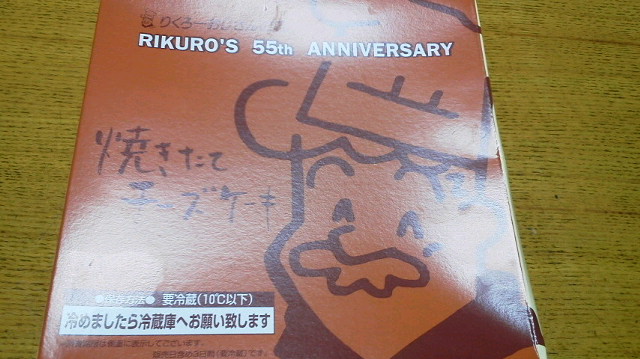 りくろーおじさん
RIKURO'S 55th ANNIVERSARY
焼きたて
チーズケーキ
●保存方法● 要冷蔵(10℃以下)
冷めましたら冷蔵庫へお願い致します